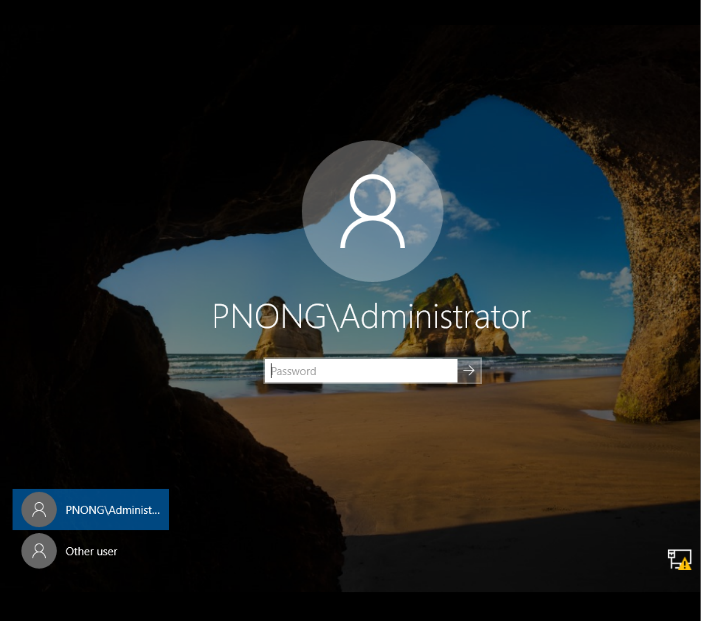 PNONG\Administrator
Password
PNONG\Administ...
Other user